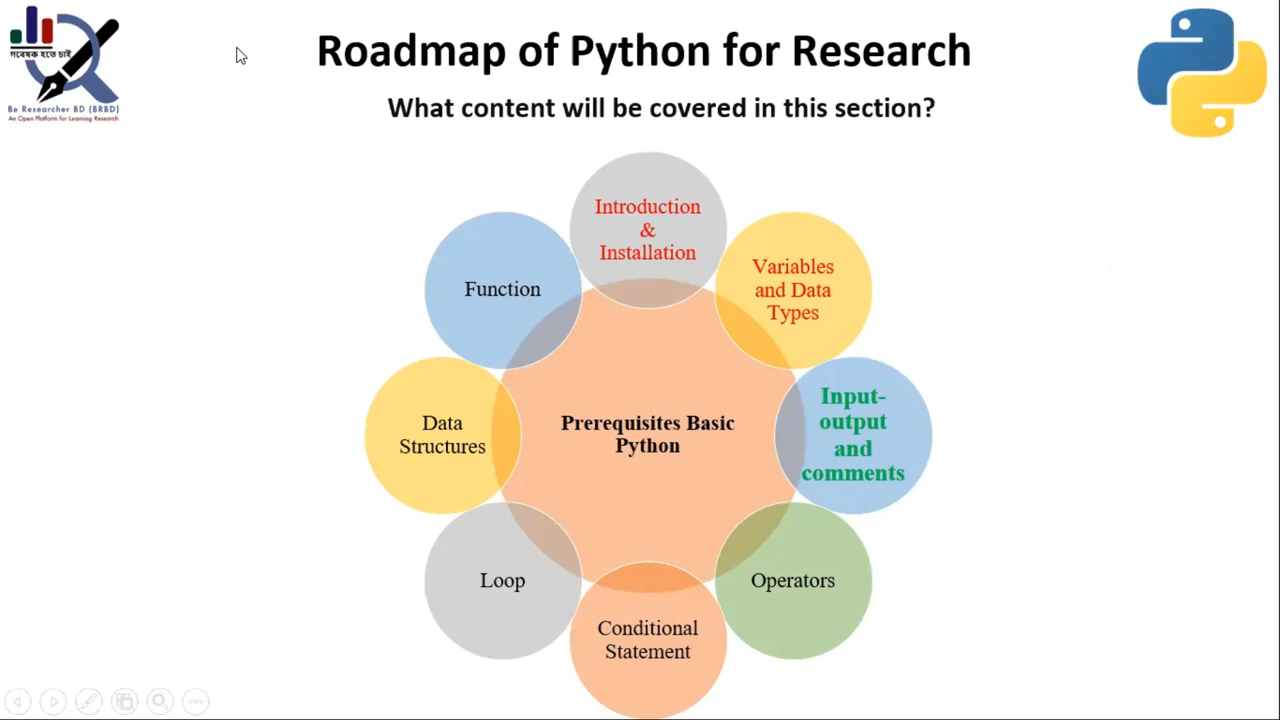 গবেষক হতে চাই
Be Researcher BD (BRBD)
An Open Platform for Learning Research
Roadmap of Python for Research
What content will be covered in this section?
Introduction
&
Installation
Variables
and Data
Types
Input-
output
and
comments
Operators
Conditional
Statement
Loop
Data
Structures
Function
Prerequisites Basic
Python